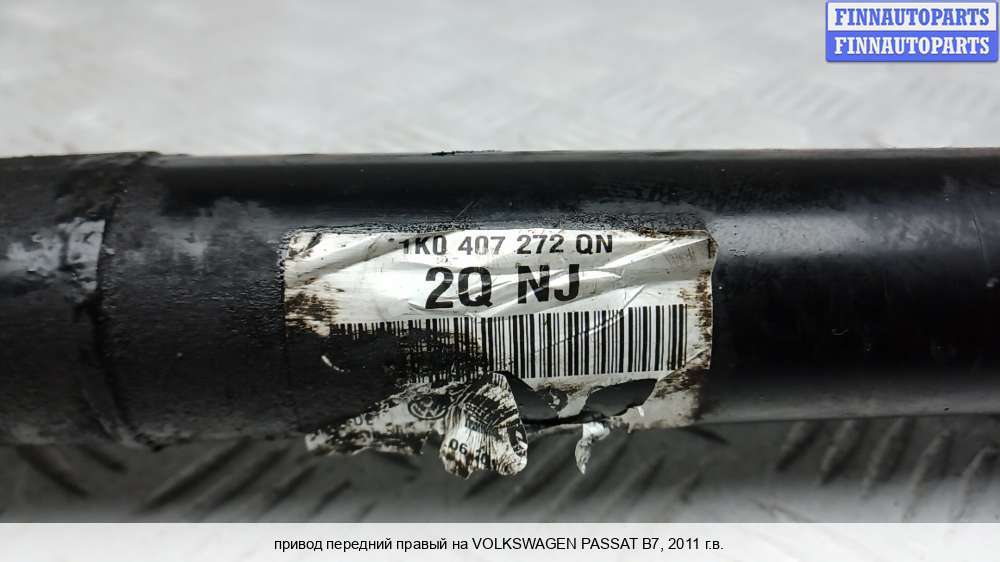 FINNAUTOPARTS
FINNAUTOPARTS
1K0 407 272 QN
2Q NJ
привод передний правый на VOLKSWAGEN PASSAT B7, 2011 г.в.